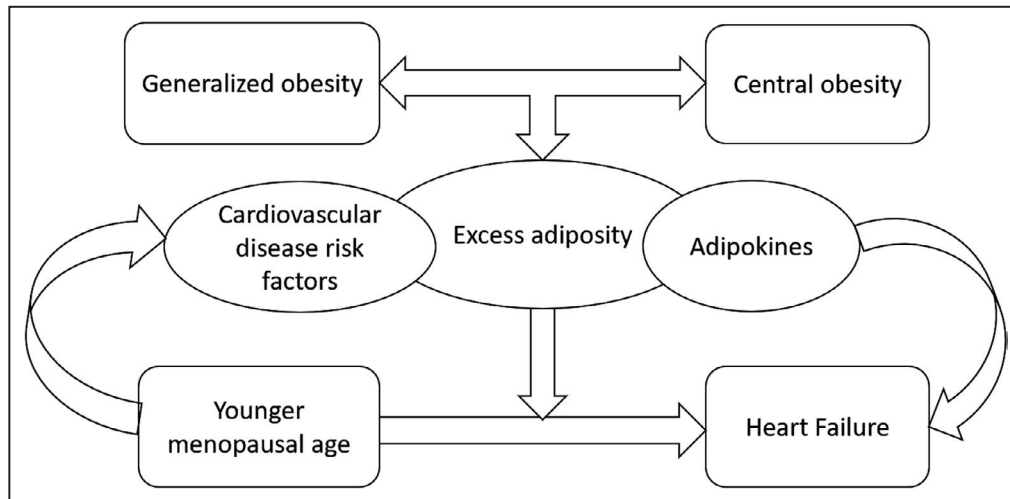 Generalized obesity
Central obesity
Cardiovascular
disease risk
factors
Excess adiposity
Adipokines
Younger
menopausal age
Heart Failure